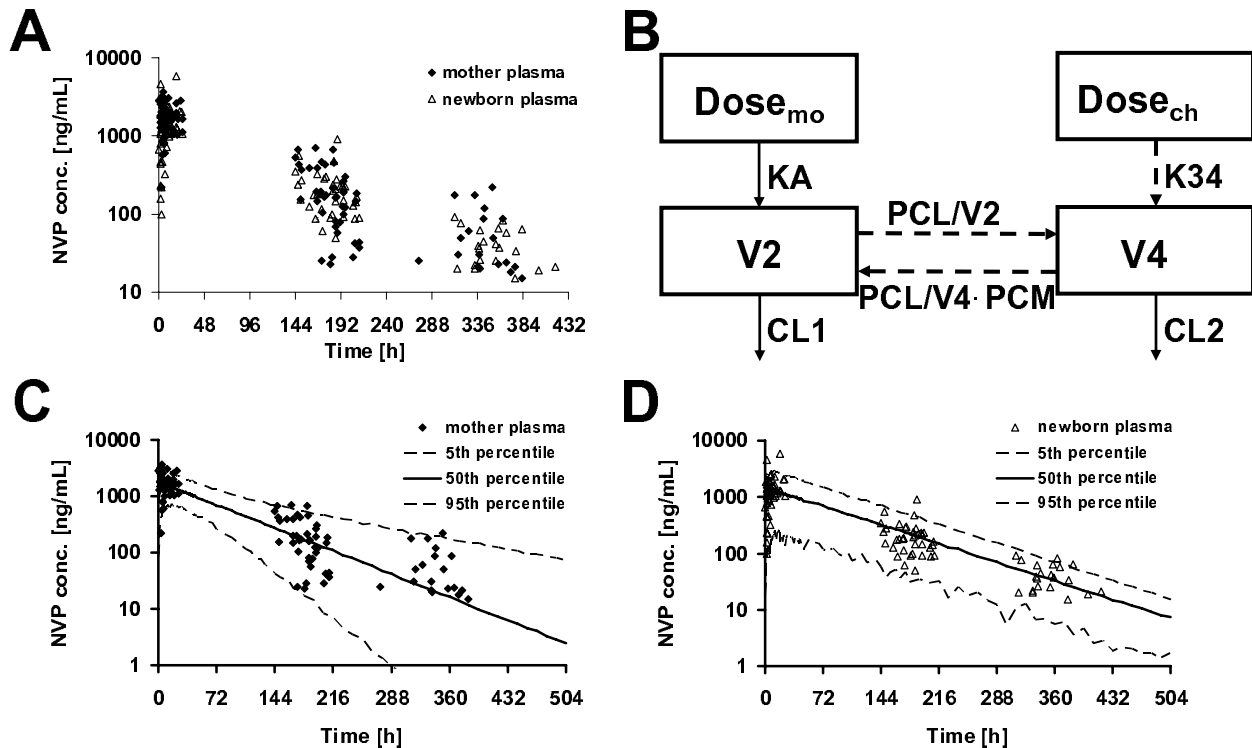 A
NVP conc. [ng/mL]
10000
1000
100
10
0 48 96 144 192 240 288 336 384 432
Time [h]
mother plasma
newborn plasma
B
Dosemo
Dosech
KA
K34
PCL/V2
V2
V4
PCL/V4· PCM
CL1
CL2
C
NVP conc. [ng/mL]
10000
1000
100
10
1
0 72 144 216 288 360 432 504
Time [h]
mother plasma
5th percentile
50th percentile
95th percentile
D
NVP conc. [ng/mL]
10000
1000
100
10
1
0 72 144 216 288 360 432 504
Time [h]
newborn plasma
5th percentile
50th percentile
95th percentile